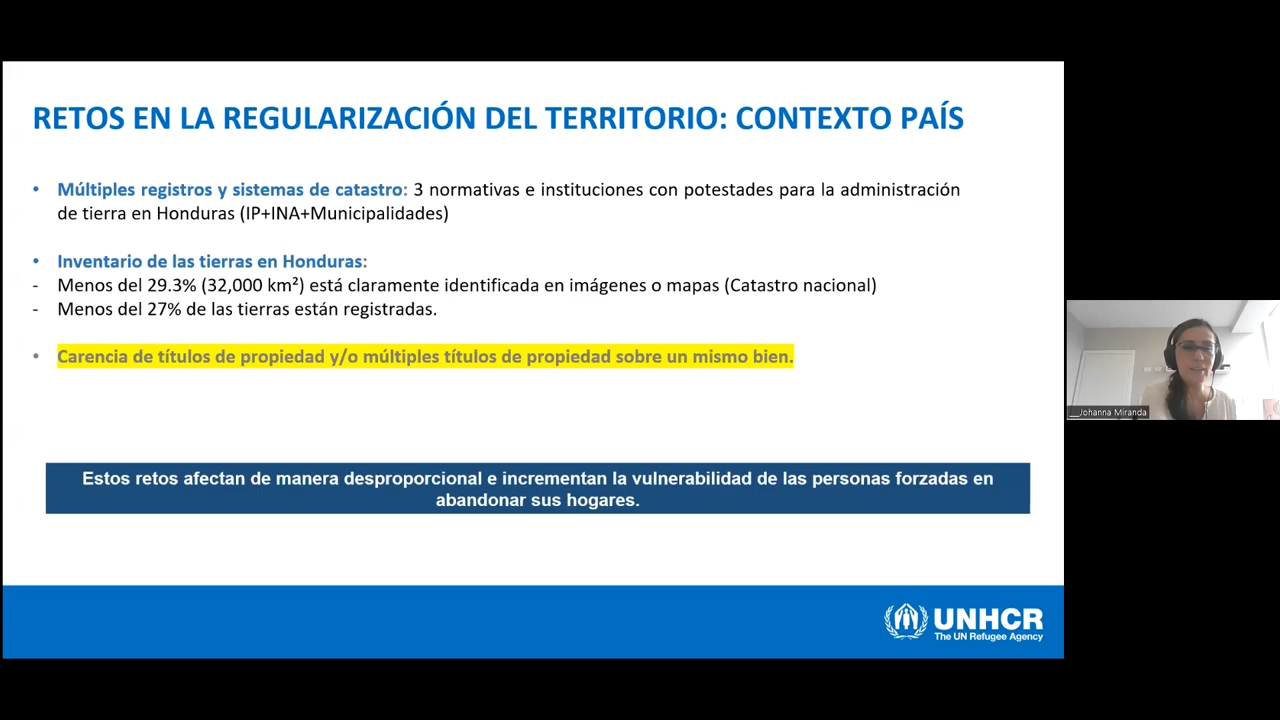 RETOS EN LA REGULARIZACIÓN DEL TERRITORIO: CONTEXTO PAÍS
• Múltiples registros y sistemas de catastro: 3 normativas e instituciones con potestades para la administración
de tierra en Honduras (IP+INA+Municipalidades)
• Inventario de las tierras en Honduras:
- Menos del 29.3% (32,000 km²) está claramente identificada en imágenes o mapas (Catastro nacional)
- Menos del 27% de las tierras están registradas.
• Carencia de títulos de propiedad y/o múltiples títulos de propiedad sobre un mismo bien.
Estos retos afectan de manera desproporcional e incrementan la vulnerabilidad de las personas forzadas en
abandonar sus hogares.
__Johanna Miranda
UNHCR
The UN Refugee Agency